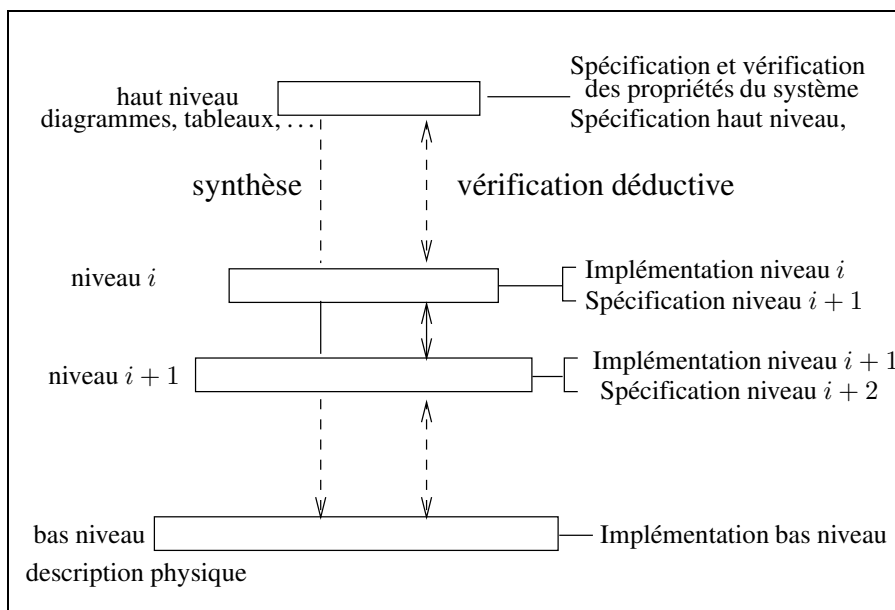 Spécification et vérification
haut niveau
des propriétés du système
diagrammes, tableaux, …
Spécification haut niveau,
synthèse
vérification déductive
niveau i
Implémentation niveau i
Spécification niveau i + 1
niveau i + 1
Implémentation niveau i + 1
Spécification niveau i + 2
bas niveau
Implémentation bas niveau
description physique